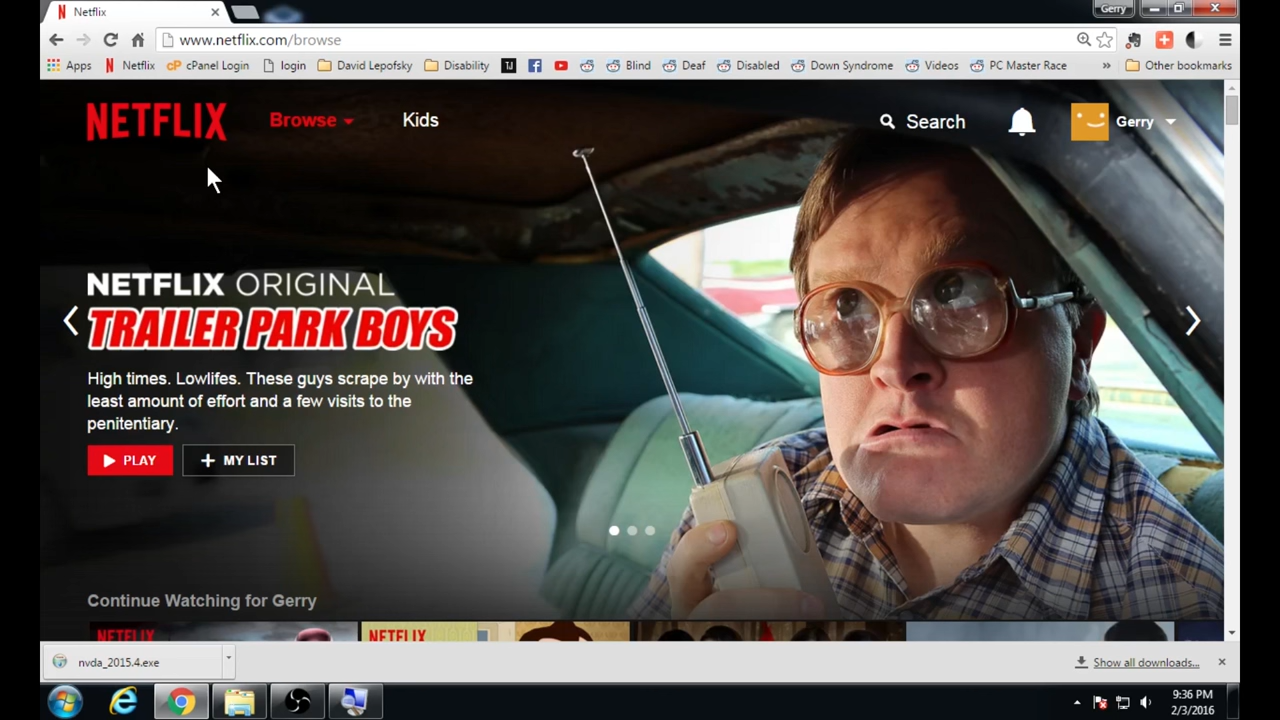 Netflix
Gerry
www.netflix.com/browse
Apps Netflix cPanel Login login David Lepofsky Disability Blind Deaf Disabled Down Syndrome Videos PC Master Race » Other bookmarks
NETFLIX Browse Kids Search Gerry
NETFLIX ORIGINAL
TRAILER PARK BOYS
High times. Lowlifes. These guys scrape by with the
least amount of effort and a few visits to the
penitentiary.
PLAY + MY LIST
Continue Watching for Gerry
NETFLIX NETFLIX
nvda_2015.4.exe Show all downloads...
9:36 PM
2/3/2016